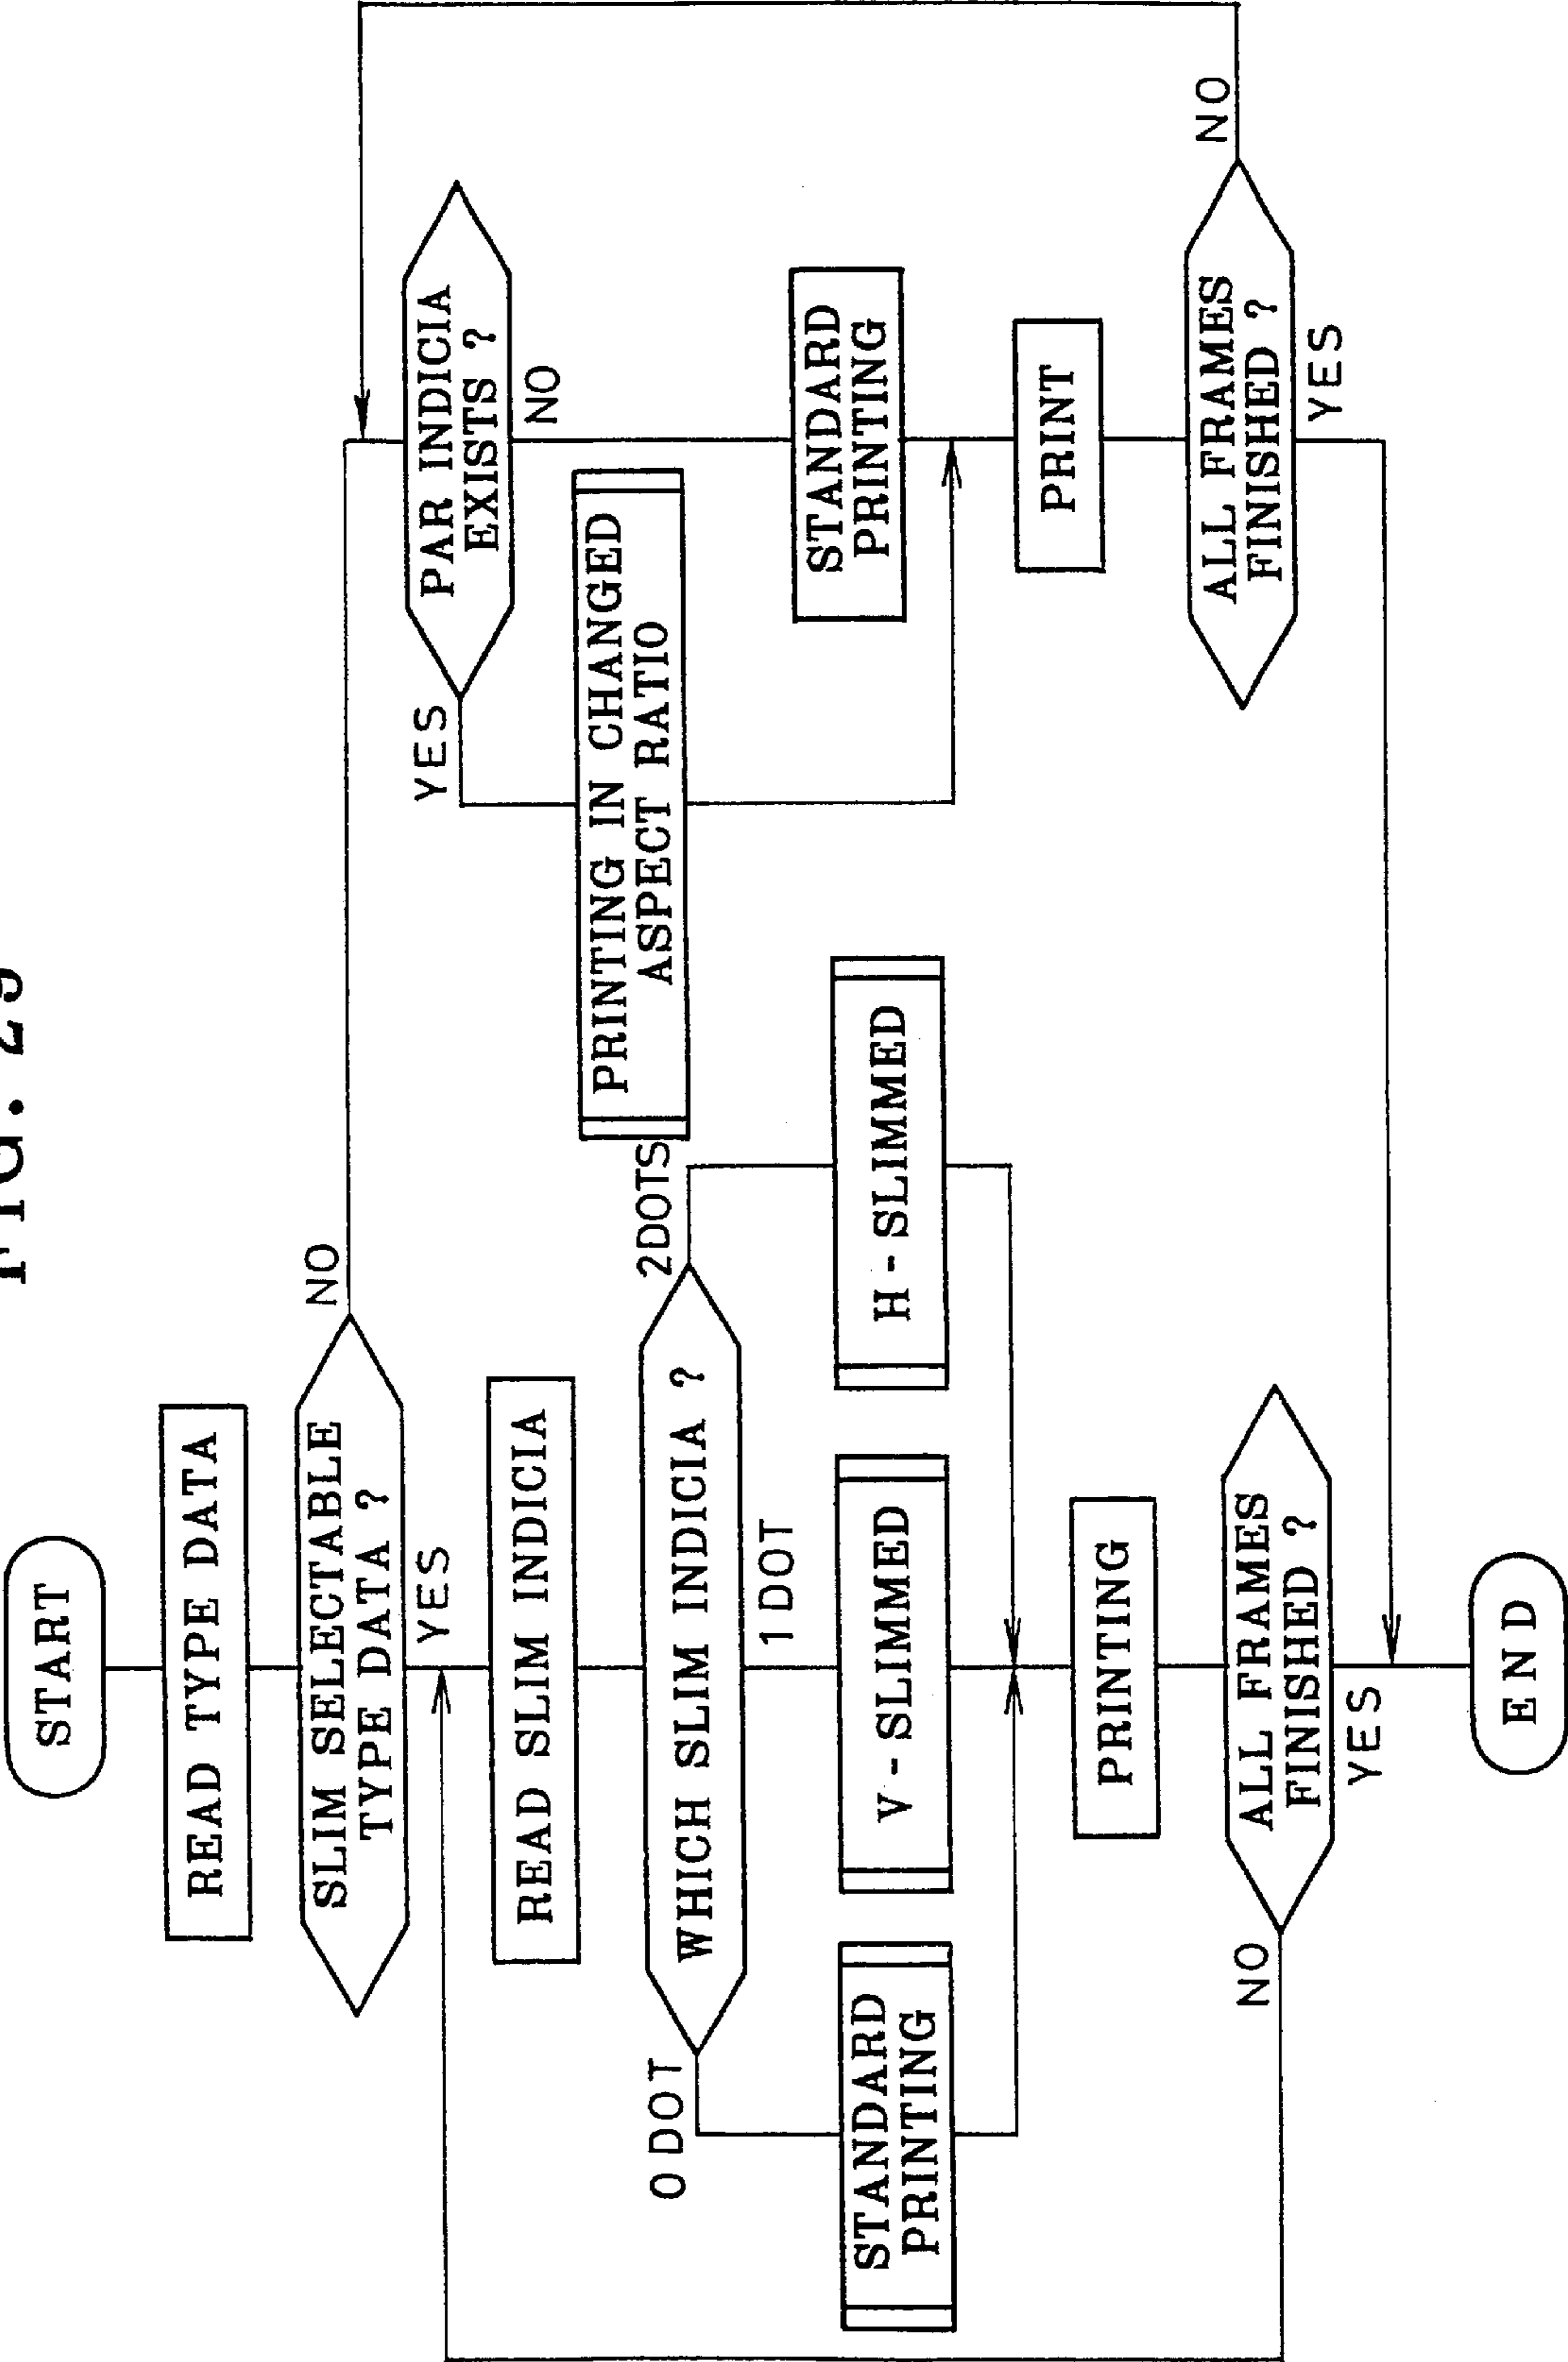 FIG. 29
START
READ TYPE DATA
SLIM SELECTABLE
TYPE DATA ?
NO
YES
READ SLIM INDICIA
WHICH SLIM INDICIA ?
0 DOT
1 DOT
2DOTS
STANDARD
PRINTING
V-SLIMMED
H-SLIMMED
PRINTING
ALL FRAMES
FINISHED ?
NO
YES
END
PAR INDICIA
EXISTS ?
YES
NO
PRINTING IN CHANGED
ASPECT RATIO
STANDARD
PRINTING
PRINT
ALL FRAMES
FINISHED ?
NO
YES